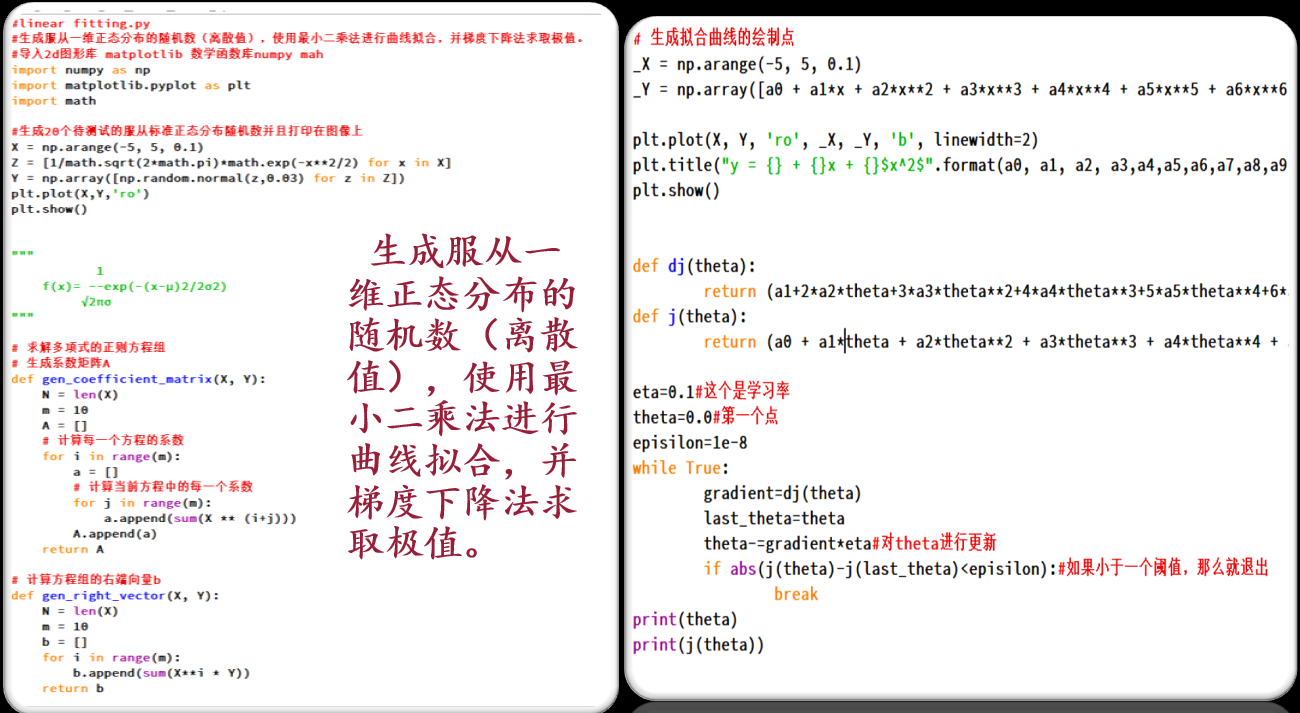 #linear fitting.py
#生成服从一维正态分布的随机数（离散值），使用最小二乘法进行曲线拟合，并梯度下降法求取极值。
#导入2d图形库 matplotlib 数学函数库numpy mah
import numpy as np
import matplotlib.pyplot as plt
import math
#生成20个待测试的服从标准正态分布随机数并且打印在图像上
X = np.arange(-5, 5, 0.1)
Z = [1/math.sqrt(2*math.pi)*math.exp(-x**2/2) for x in X]
Y = np.array([np.random.normal(z,0.03) for z in Z])
plt.plot(X,Y,'ro')
plt.show()
"""
1
f(x)= --exp(-(x-μ)2/2σ2)
√2πσ
"""
# 求解多项式的正则方程组
# 生成系数矩阵A
def gen_coefficient_matrix(X, Y):
N = len(X)
m = 10
A = []
# 计算每一个方程的系数
for i in range(m):
a = []
# 计算当前方程中的每一个系数
for j in range(m):
a.append(sum(X ** (i+j)))
A.append(a)
return A
# 计算方程组的右端向量b
def gen_right_vector(X, Y):
N = len(X)
m = 10
b = []
for i in range(m):
b.append(sum(X**i * Y))
return b
生成服从一
维正态分布的
随机数（离散
值），使用最
小二乘法进行
曲线拟合，并
梯度下降法求
取极值。
# 生成拟合曲线的绘制点
_X = np.arange(-5, 5, 0.1)
_Y = np.array([a0 + a1*x + a2*x**2 + a3*x**3 + a4*x**4 + a5*x**5 + a6*x**6
plt.plot(X, Y, 'ro', _X, _Y, 'b', linewidth=2)
plt.title("y = {} + {}x + {}$x^2$".format(a0, a1, a2, a3,a4,a5,a6,a7,a8,a9
plt.show()
def dj(theta):
return (a1+2*a2*theta+3*a3*theta**2+4*a4*theta**3+5*a5*theta**4+6*
def j(theta):
return (a0 + a1*theta + a2*theta**2 + a3*theta**3 + a4*theta**4 +
eta=0.1#这个是学习率
theta=0.0#第一个点
episilon=1e-8
while True:
gradient=dj(theta)
last_theta=theta
theta-=gradient*eta#对theta进行更新
if abs(j(theta)-j(last_theta)<episilon):#如果小于一个阈值，那么就退出
break
print(theta)
print(j(theta))